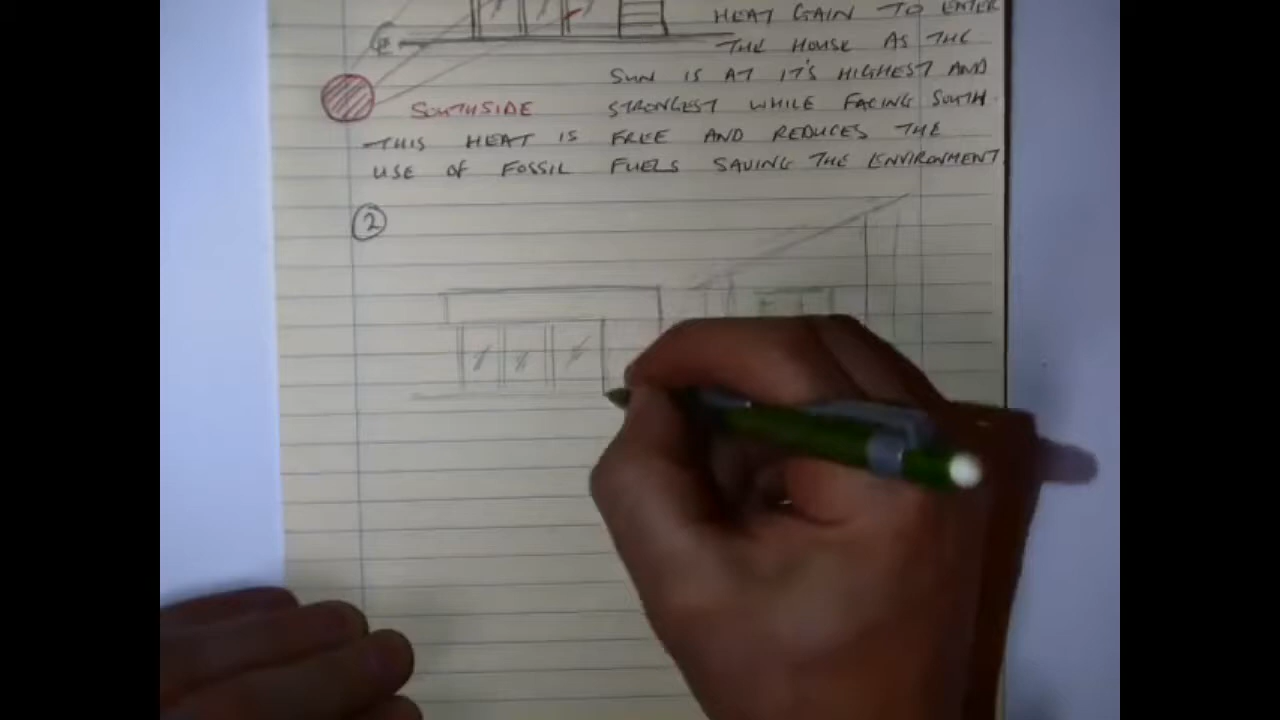 HEAT GAIN TO ENTER
THE HOUSE AS THE
SUN IS AT IT'S HIGHEST AND
SOUTHSIDE STRONGEST WHILE FACING SOUTH.
THIS HEAT IS FREE AND REDUCES THE
USE OF FOSSIL FUELS SAVING THE ENVIRONMENT
2